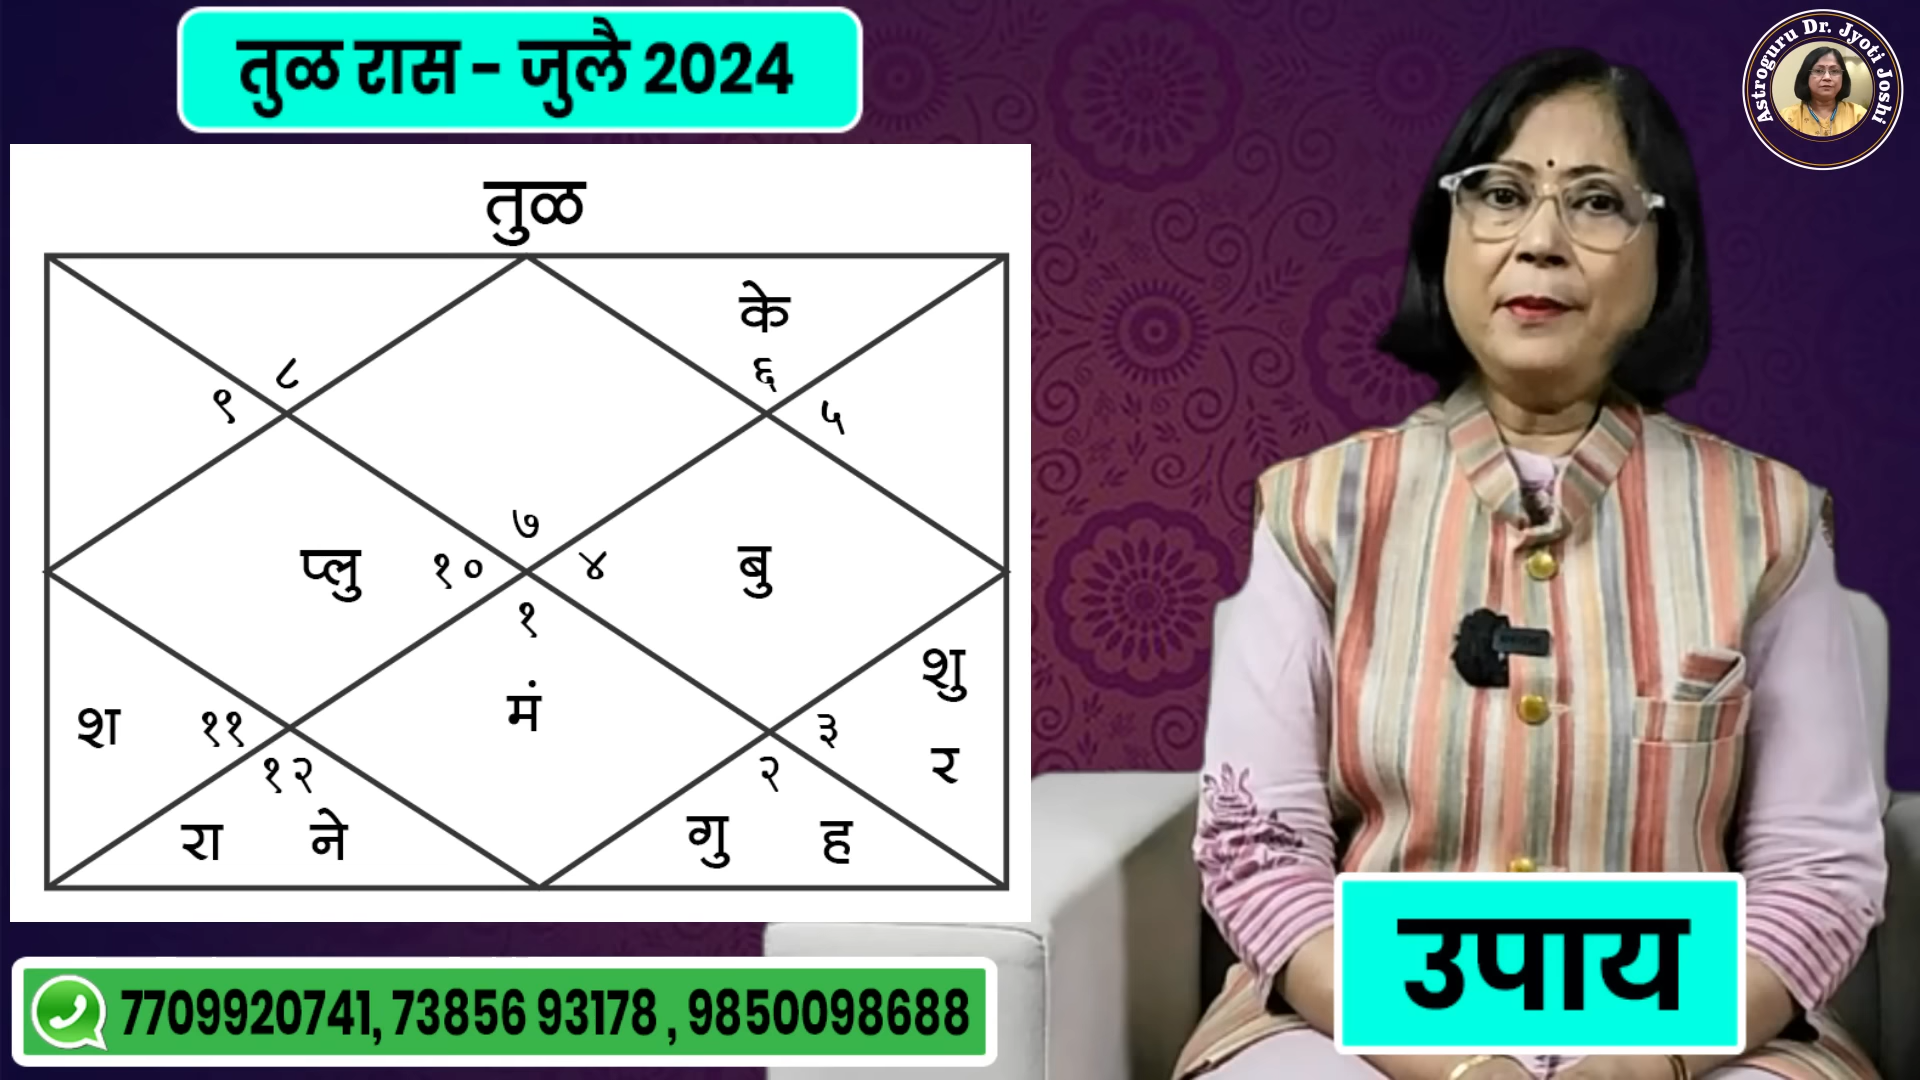 तुळ रास - जुलै 2024
Astroguru Dr. Jyoti Joshi
तुळ
के
८
६
९
५
७
प्लु
१०
४
बु
१
शु
श
११
मं
३
र
१२
२
रा
ने
गु
ह
उपाय
7709920741, 73856 93178 , 9850098688